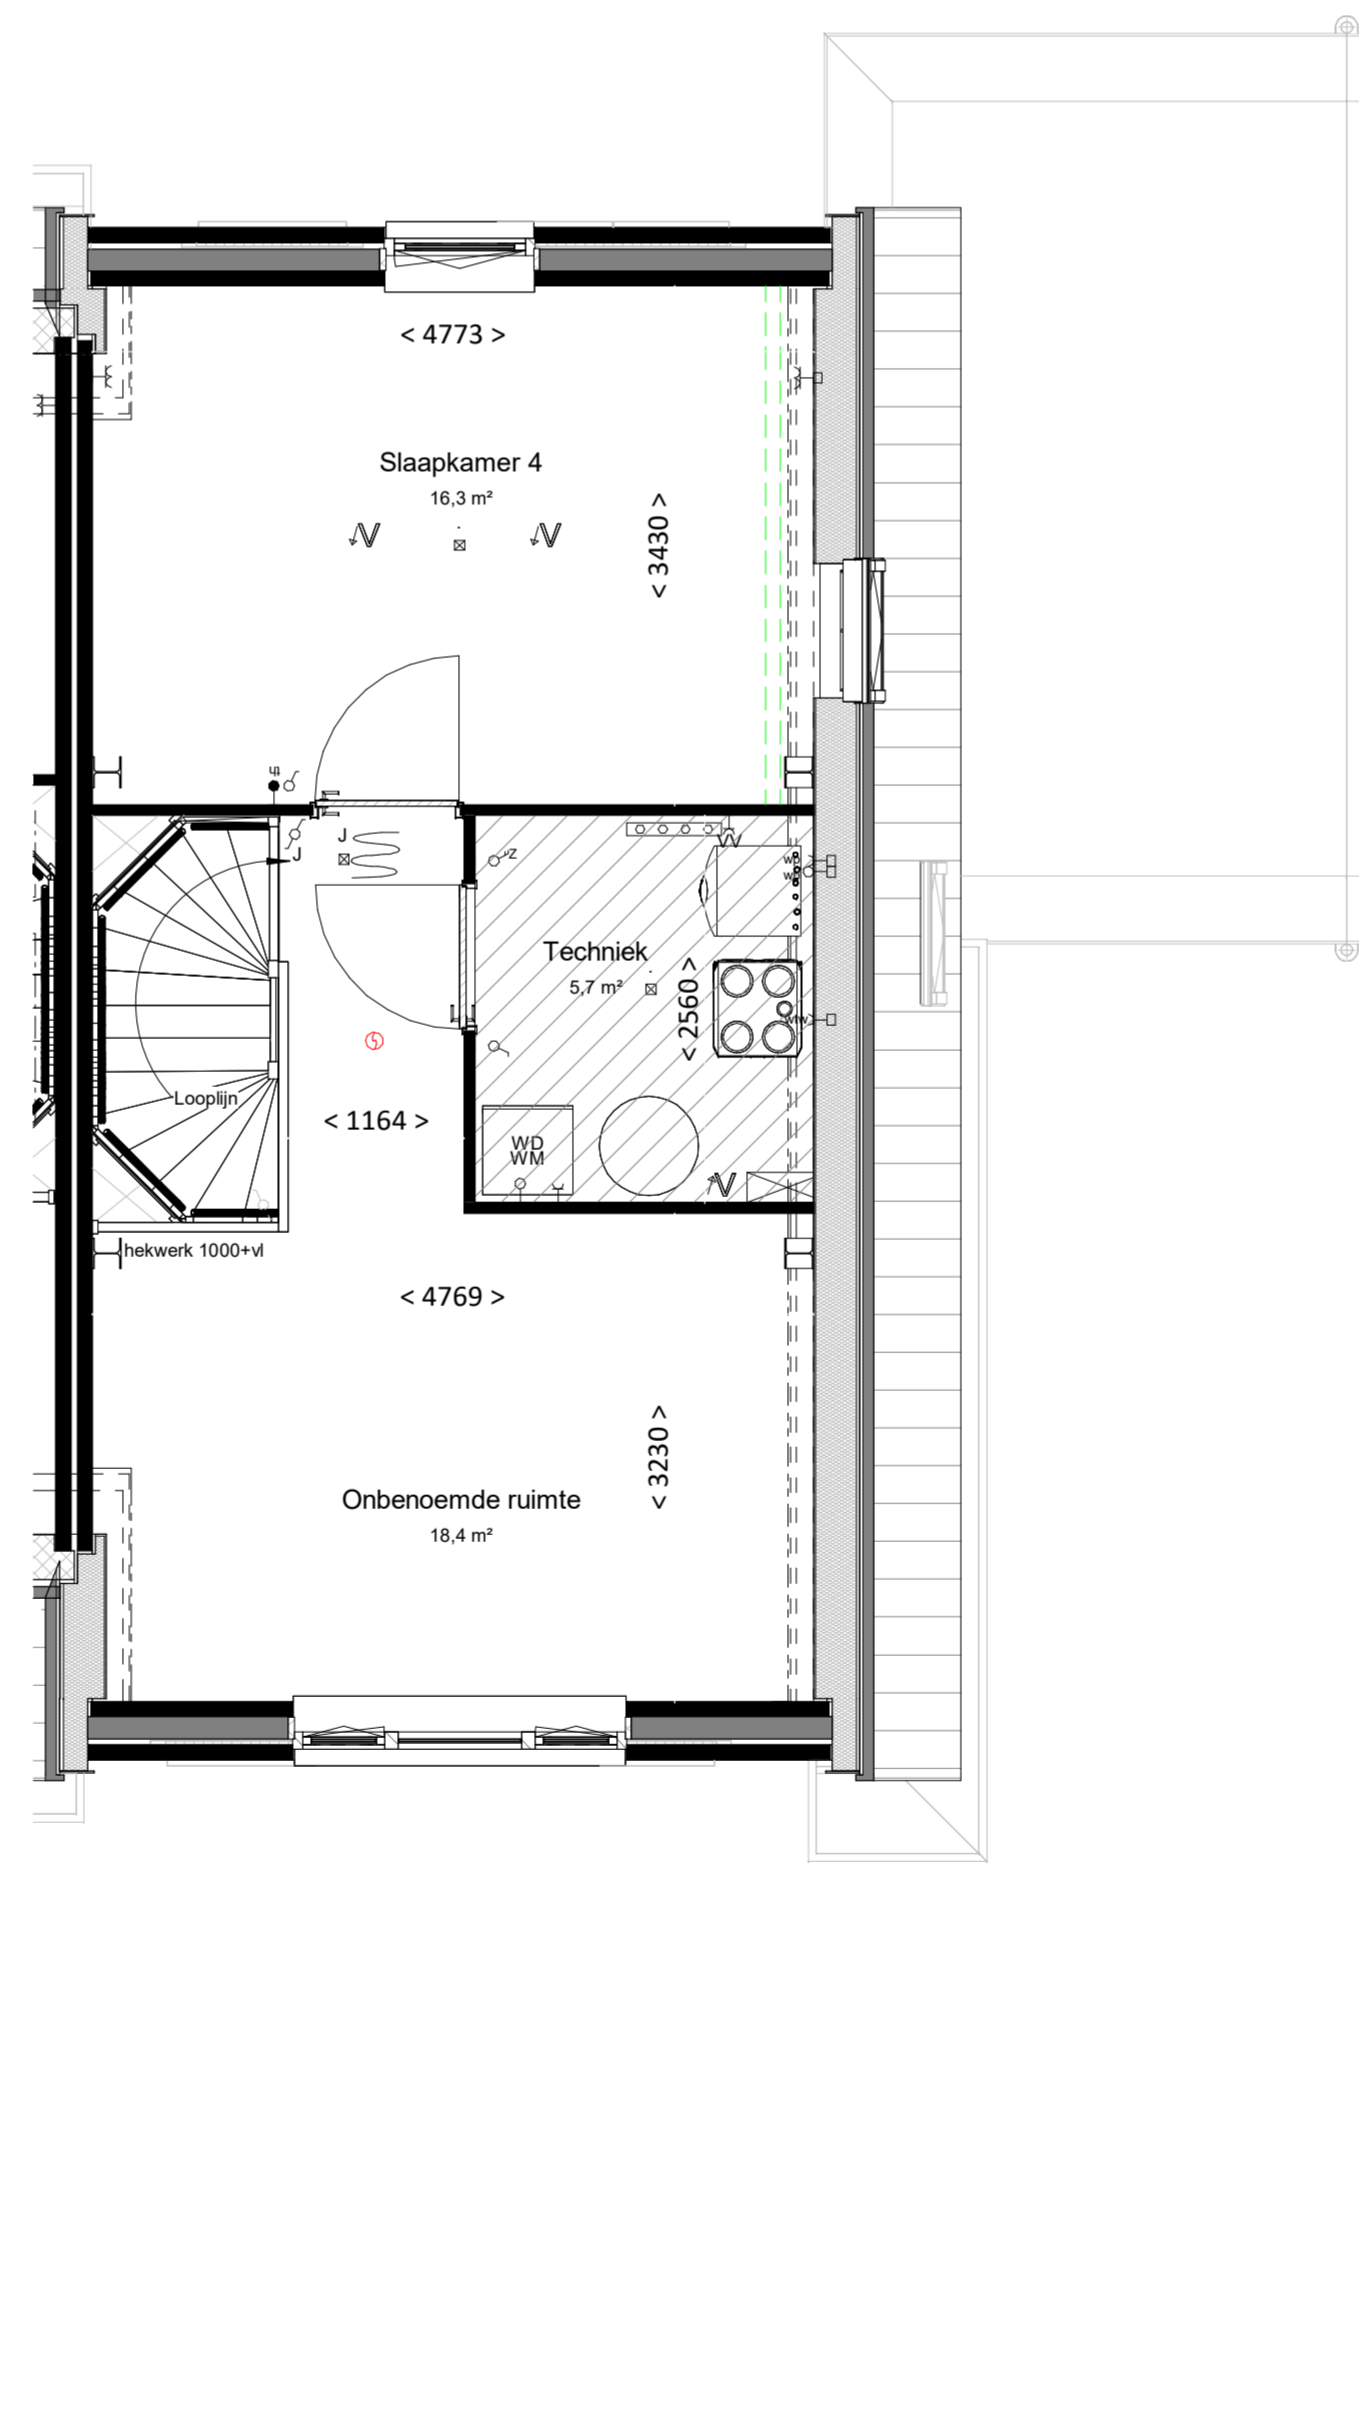 < 4773 >
Slaapkamer 4
16,3 m²
< 3430 >
J
J
z
Techniek
5,7 m²
< 2560 >
wtw
Looplijn
< 1164 >
WD
WM
hekwerk 1000+vl
< 4769 >
< 3230 >
Onbenoemde ruimte
18,4 m²